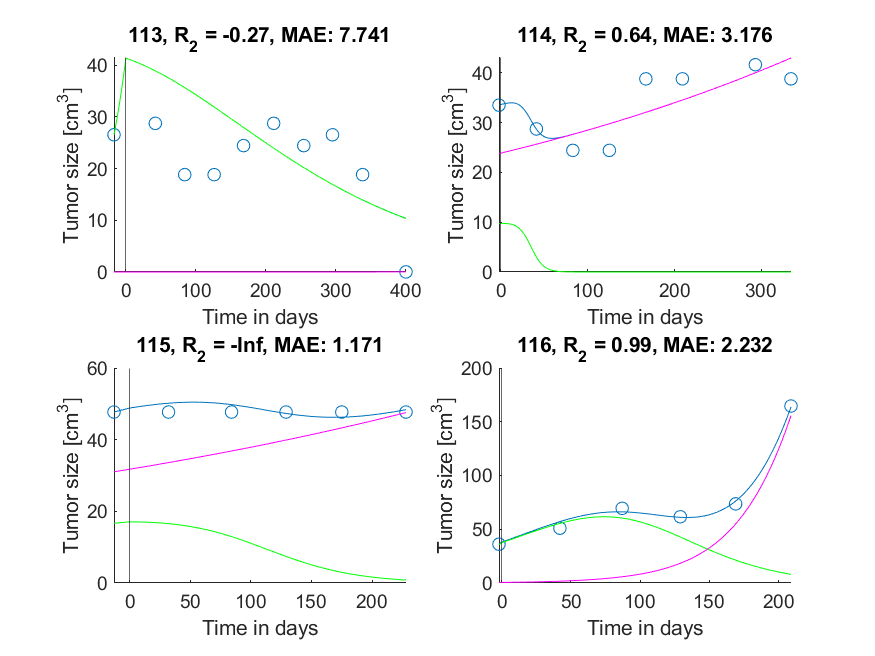 113, R2 = -0.27, MAE: 7.741
Tumor size [cm3]
40
30
20
10
0
0 100 200 300 400
Time in days
114, R2 = 0.64, MAE: 3.176
Tumor size [cm3]
40
30
20
10
0
0 100 200 300
Time in days
115, R2 = -Inf, MAE: 1.171
Tumor size [cm3]
60
40
20
0
0 50 100 150 200
Time in days
116, R2 = 0.99, MAE: 2.232
Tumor size [cm3]
200
150
100
50
0
0 50 100 150 200
Time in days